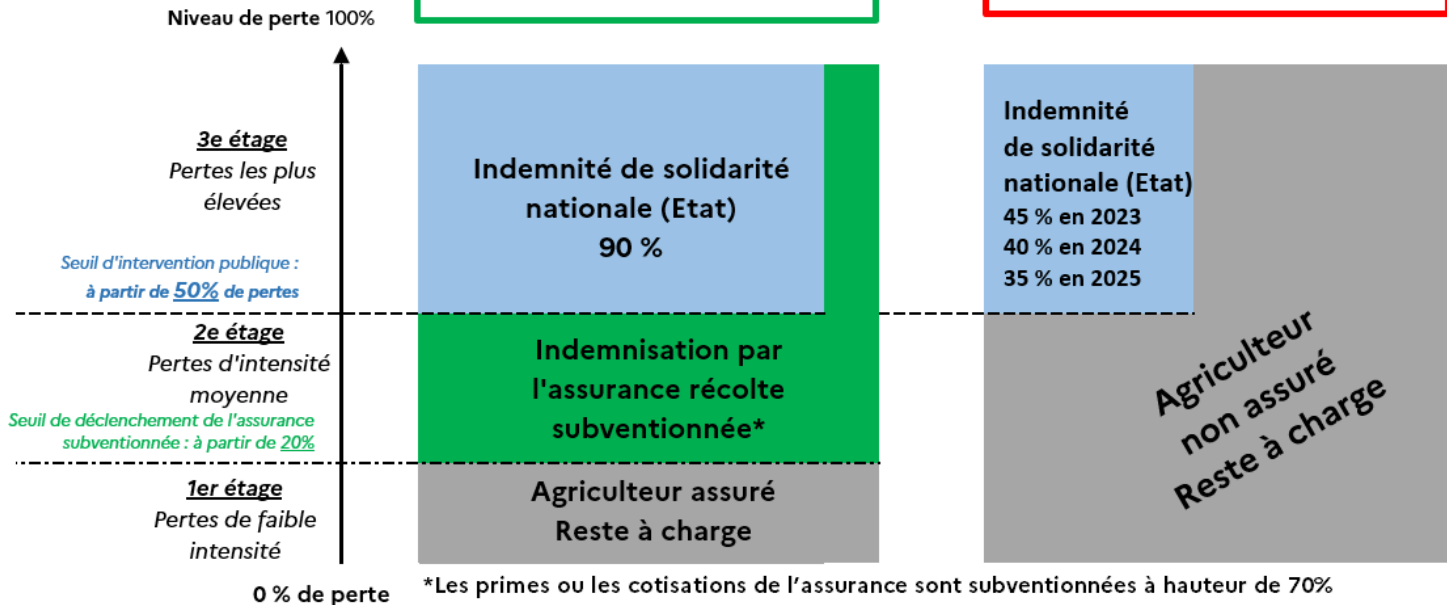 Niveau de perte 100%
3e étage
Pertes les plus
élevées
Seuil d'intervention publique :
à partir de 50% de pertes
2e étage
Pertes d'intensité
moyenne
Seuil de déclenchement de l'assurance
subventionnée : à partir de 20%
1er étage
Pertes de faible
intensité
0 % de perte
Indemnité de solidarité
nationale (Etat)
90 %
Indemnisation par
l'assurance récolte
subventionnée*
Agriculteur assuré
Reste à charge
Indemnité
de solidarité
nationale (Etat)
45 % en 2023
40 % en 2024
35 % en 2025
Agriculteur
non assuré
Reste à charge
*Les primes ou les cotisations de l’assurance sont subventionnées à hauteur de 70%